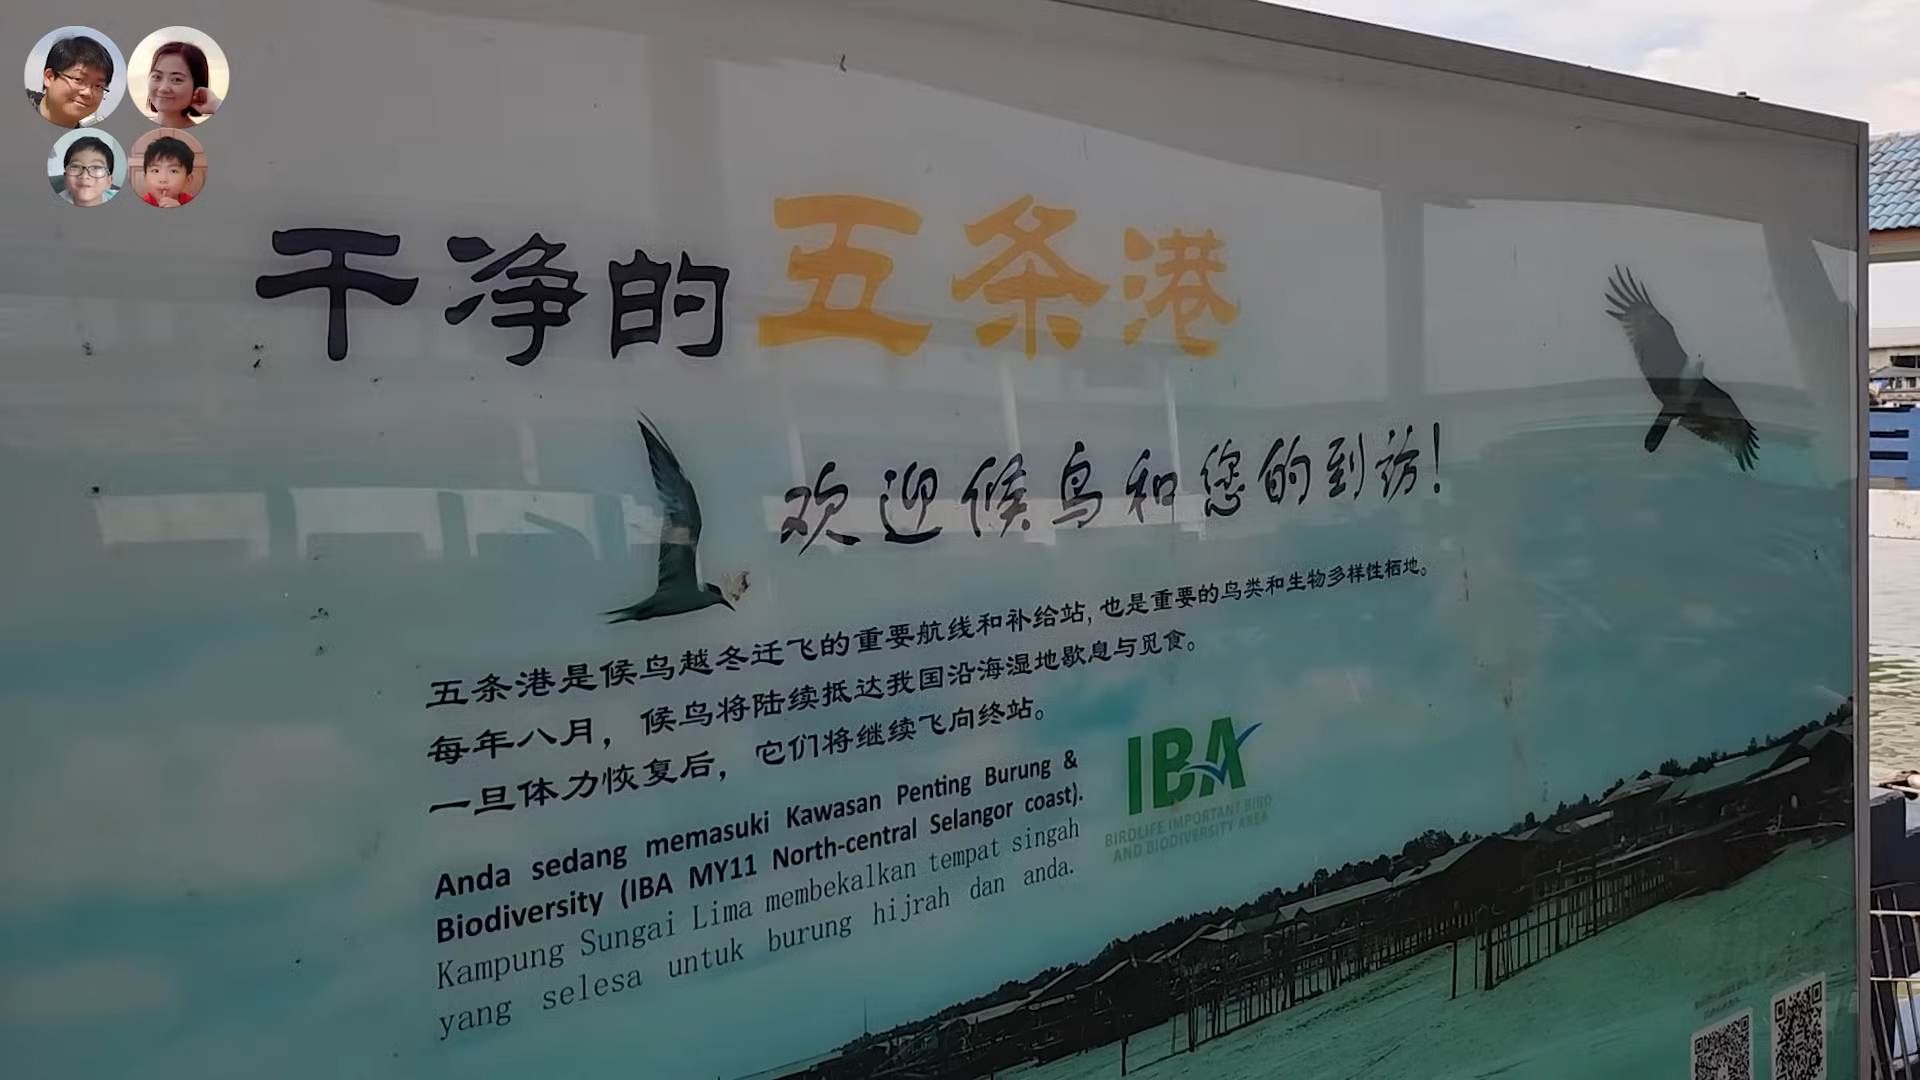 干净的五条港
欢迎候鸟和您的到访!
五条港是候鸟越冬迁飞的重要航线和补给站,也是重要的鸟类和生物多样性栖地。
每年八月，候鸟将陆续抵达我国沿海湿地歇息与觅食。
一旦体力恢复后，它们将继续飞向终站。
Anda sedang memasuki Kawasan Penting Burung &
Biodiversity (IBA MY11 North-central Selangor coast).
Kampung Sungai Lima membekalkan tempat singah
yang selesa untuk burung hijrah dan anda.
IBA
BIRDLIFE IMPORTANT BIRD
AND BIODIVERSITY AREA